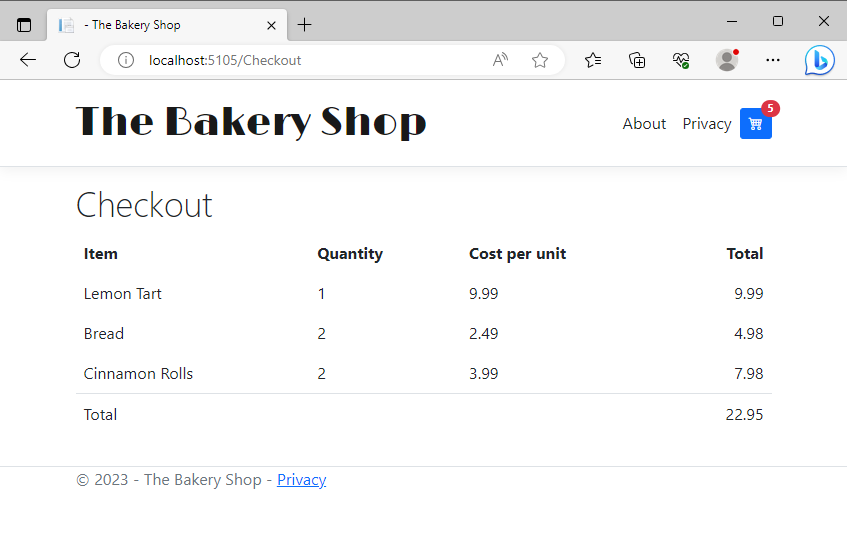 - The Bakery Shop
localhost:5105/Checkout
The Bakery Shop
About Privacy 5
Checkout
Item Quantity Cost per unit Total
Lemon Tart 1 9.99 9.99
Bread 2 2.49 4.98
Cinnamon Rolls 2 3.99 7.98
Total 22.95
© 2023 - The Bakery Shop - Privacy